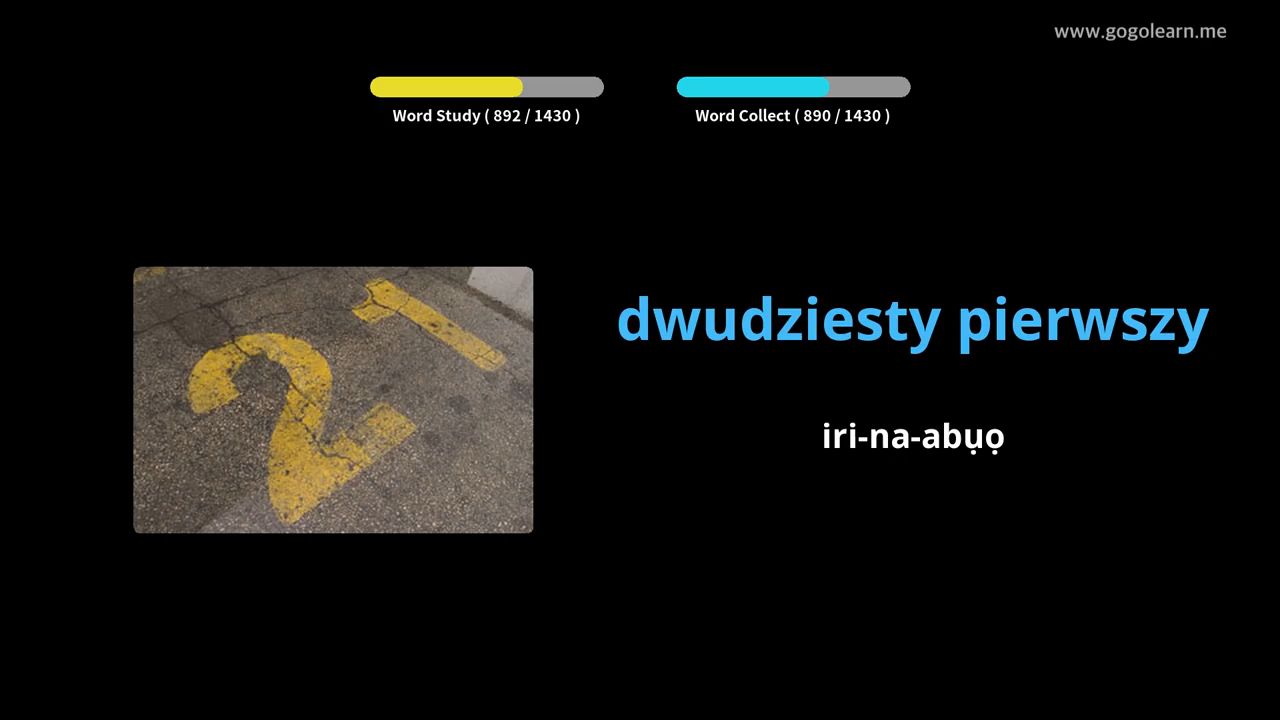 www.gogolearn.me
Word Study ( 892 / 1430 )
Word Collect ( 890 / 1430 )
21
dwudziesty pierwszy
iri-na-abụọ